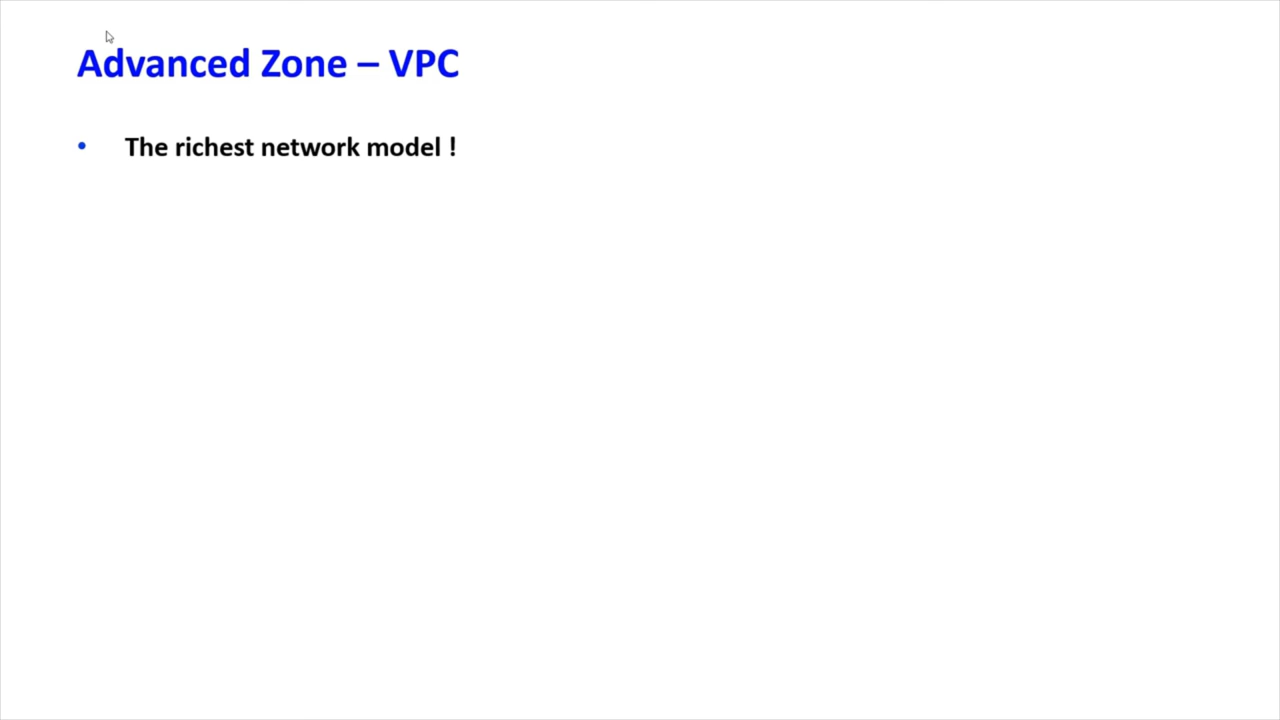 Advanced Zone – VPC
• The richest network model !